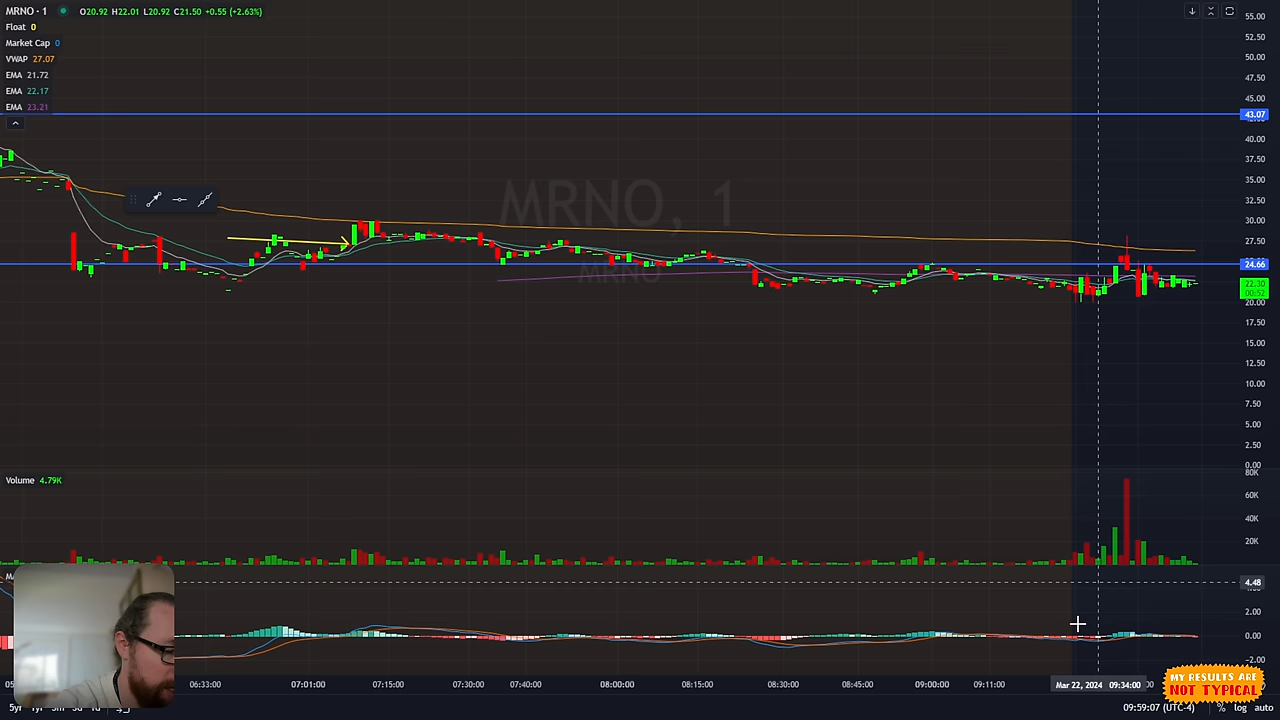 MRNO · 1 O20.92 H22.01 L20.92 C21.50 +0.55 (+2.63%)
Float 0
Market Cap 0
VWAP 27.07
EMA 21.72
EMA 22.17
EMA 23.21
MRNO, 1
MRNO
55.00
52.50
50.00
47.50
45.00
43.07
40.00
37.50
35.00
32.50
30.00
27.50
24.66
22.30
00:52
20.00
17.50
15.00
12.50
10.00
7.50
5.00
2.50
0.00
Volume 4.79K
80K
60K
40K
20K
4.48
2.00
0.00
−2.00
06:33:00 07:01:00 07:15:00 07:30:00 07:40:00 08:00:00 08:15:00 08:30:00 08:45:00 09:00:00 09:11:00 Mar 22, 2024 09:34:00
5yr 1yr 1d 09:59:07 (UTC-4) % log auto
MY RESULTS ARE
NOT TYPICAL